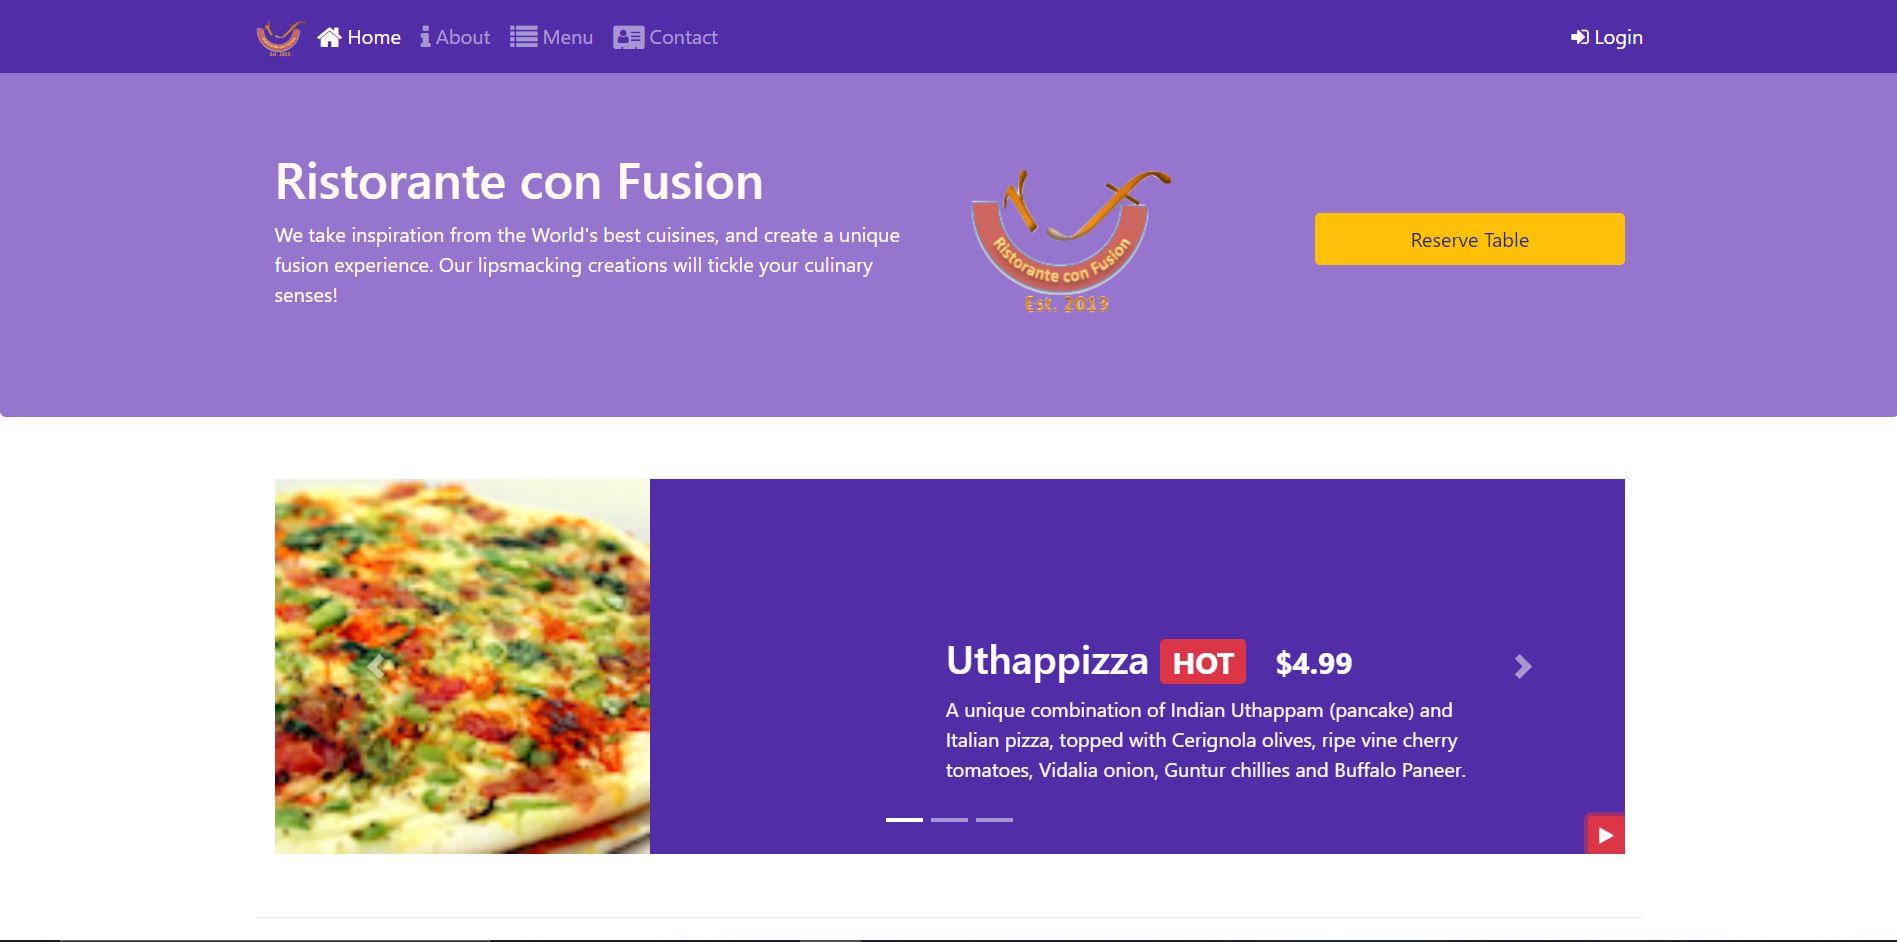 Home About Menu Contact Login
Ristorante con Fusion
We take inspiration from the World's best cuisines, and create a unique
fusion experience. Our lipsmacking creations will tickle your culinary
senses!
Ristorante con Fusion
Est. 2013
Reserve Table
Uthappizza HOT $4.99
A unique combination of Indian Uthappam (pancake) and
Italian pizza, topped with Cerignola olives, ripe vine cherry
tomatoes, Vidalia onion, Guntur chillies and Buffalo Paneer.